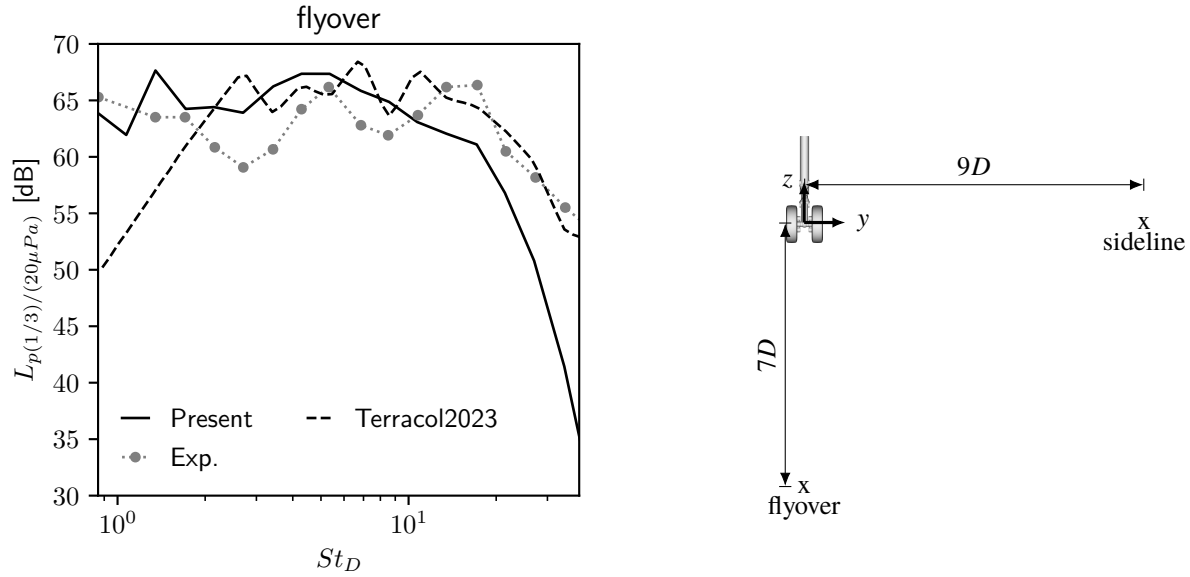 flyover
70
65
60
55
50
45
40
35
30
L_{p(1/3)/(20μPa)} [dB]
Present
Exp.
Terracol2023
10^0
10^1
St_D
9D
z
y
x
sideline
7D
x
flyover